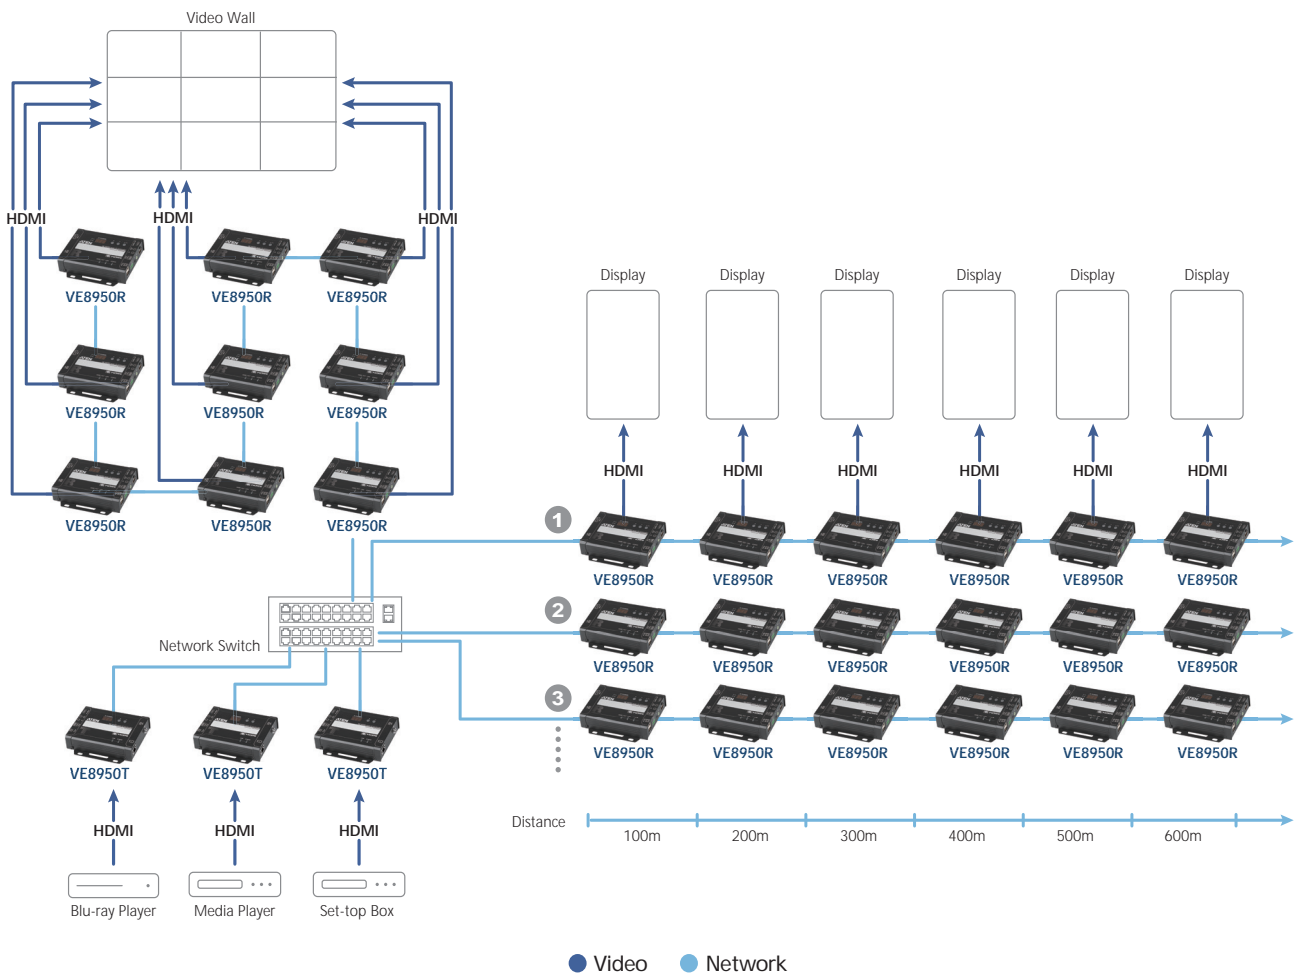 Video Wall
HDMI
HDMI
HDMI
VE8950R
VE8950R
VE8950R
VE8950R
VE8950R
VE8950R
VE8950R
VE8950R
VE8950R
Display
Display
Display
Display
Display
Display
HDMI
HDMI
HDMI
HDMI
HDMI
HDMI
1
VE8950R
VE8950R
VE8950R
VE8950R
VE8950R
VE8950R
2
VE8950R
VE8950R
VE8950R
VE8950R
VE8950R
VE8950R
3
VE8950R
VE8950R
VE8950R
VE8950R
VE8950R
VE8950R
Network Switch
VE8950T
VE8950T
VE8950T
HDMI
HDMI
HDMI
Blu-ray Player
Media Player
Set-top Box
Distance
100m
200m
300m
400m
500m
600m
Video
Network